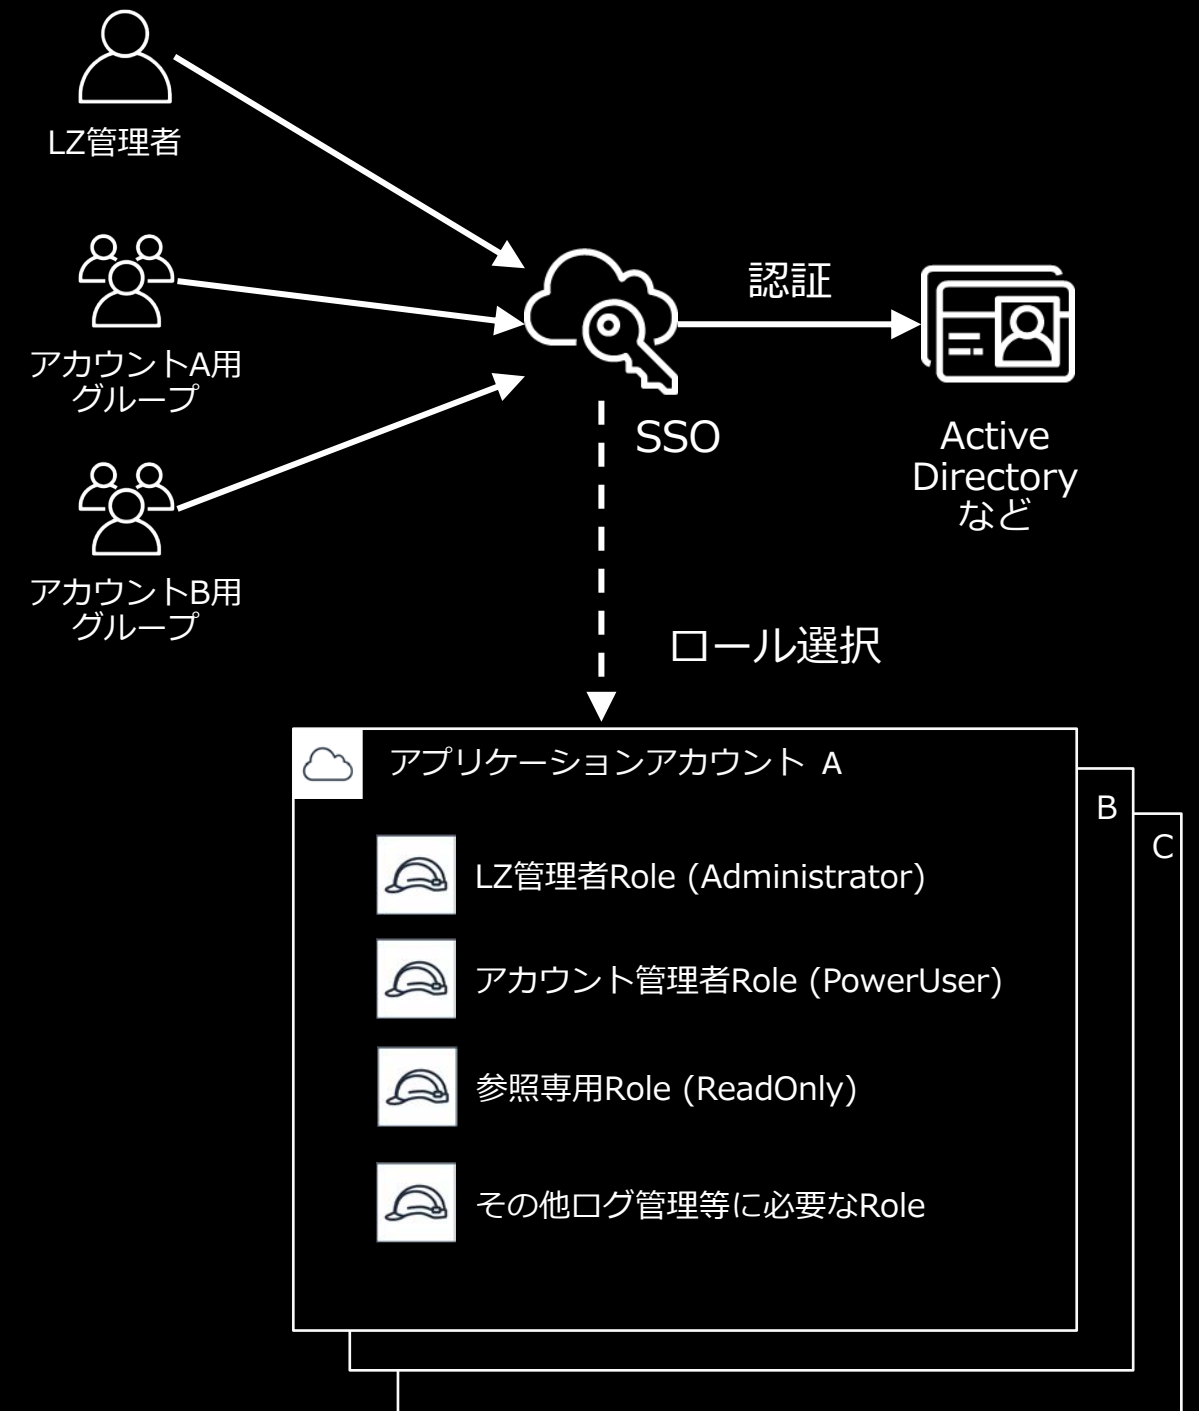 LZ管理者
アカウントA用
グループ
アカウントB用
グループ
認証
SSO
Active
Directory
など
ロール選択
アプリケーションアカウント A
B
C
LZ管理者Role (Administrator)
アカウント管理者Role (PowerUser)
参照専用Role (ReadOnly)
その他ログ管理等に必要なRole